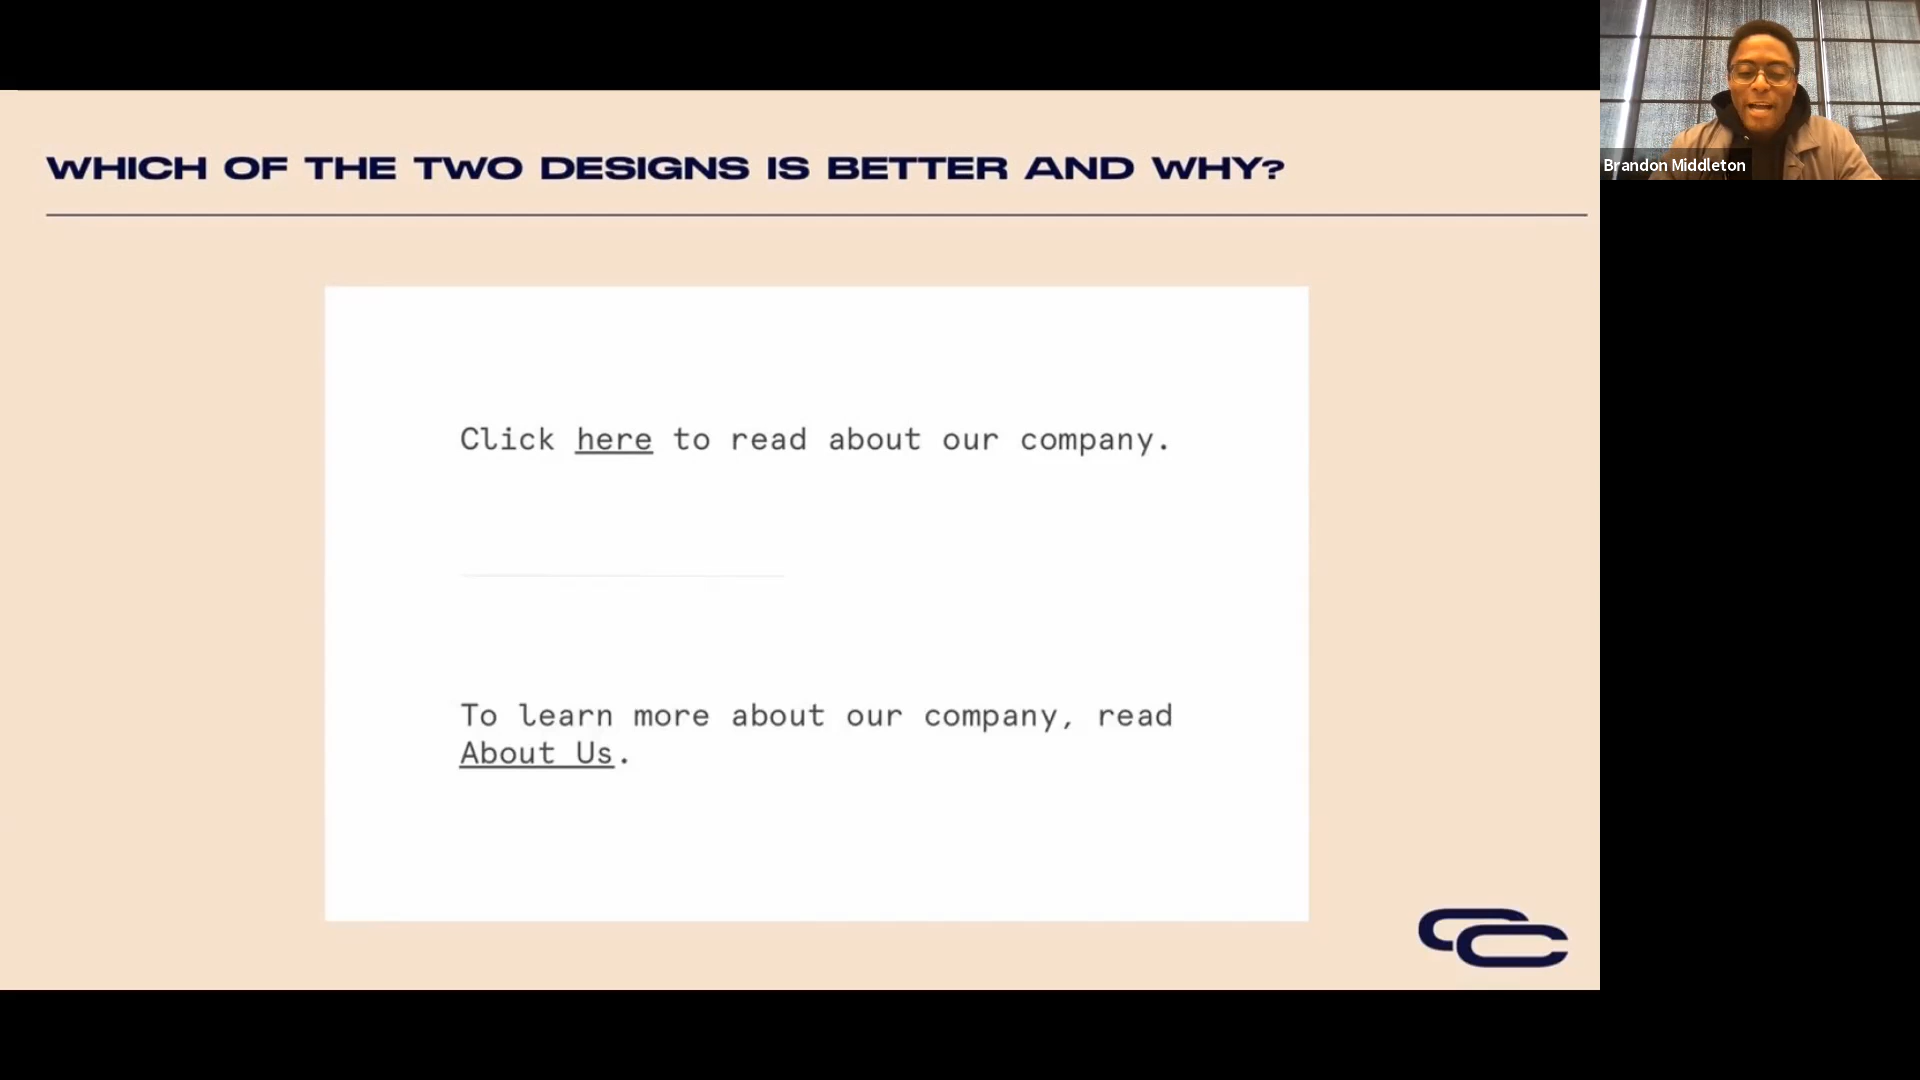 WHICH OF THE TWO DESIGNS IS BETTER AND WHY?
Brandon Middleton
Click here to read about our company.
To learn more about our company, read
About Us.
CC